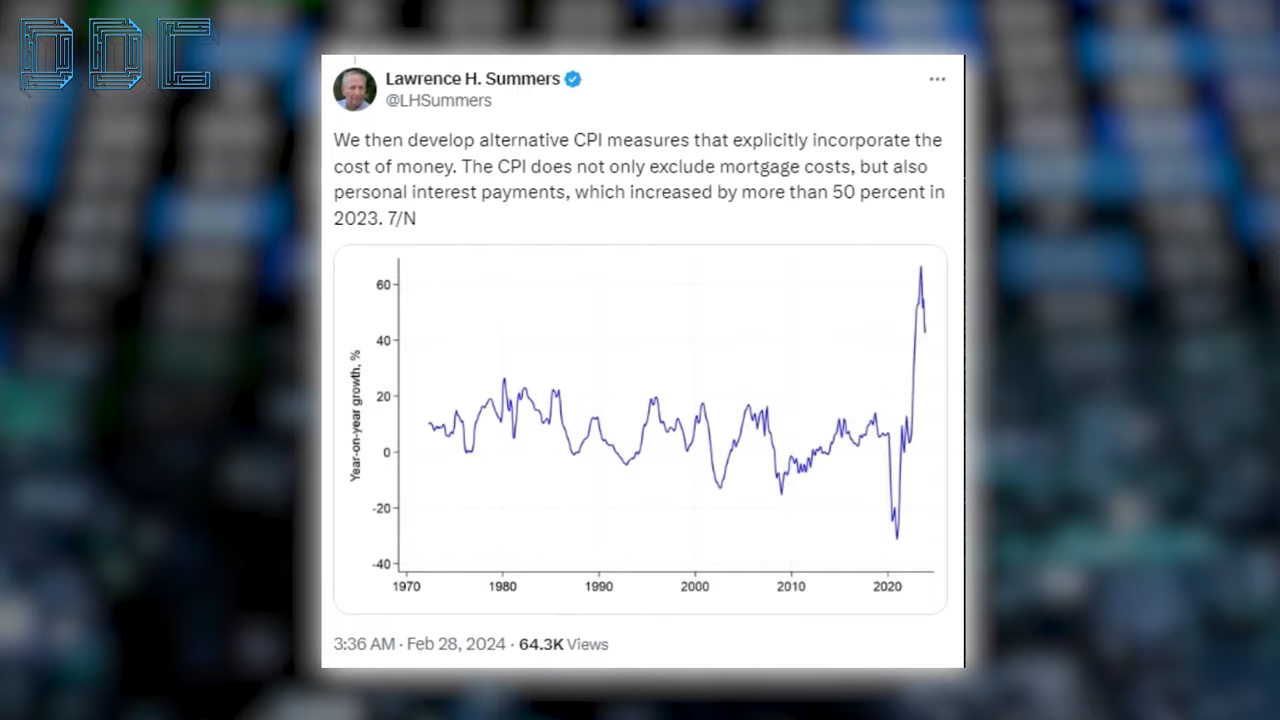 DDC
Lawrence H. Summers
@LHSummers
We then develop alternative CPI measures that explicitly incorporate the
cost of money. The CPI does not only exclude mortgage costs, but also
personal interest payments, which increased by more than 50 percent in
2023. 7/N
Year-on-year growth, %
60
40
20
0
-20
-40
1970 1980 1990 2000 2010 2020
3:36 AM · Feb 28, 2024 · 64.3K Views